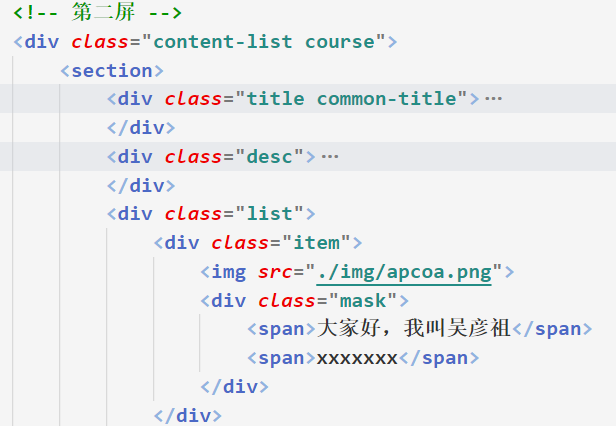 <!-- 第二屏 -->
<div class="content-list course">
<section>
<div class="title common-title">…
</div>
<div class="desc">…
</div>
<div class="list">
<div class="item">
<img src="./img/apcoa.png">
<div class="mask">
<span>大家好，我叫吴彦祖</span>
<span>xxxxxxx</span>
</div>
</div>